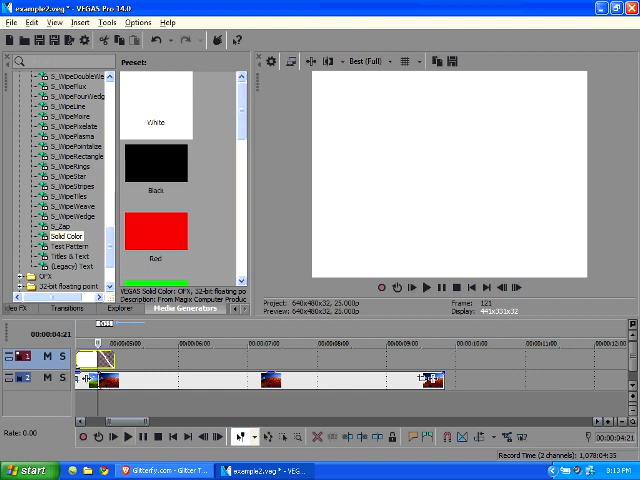 example2.veg * - VEGAS Pro 14.0
File Edit View Insert Tools Options Help
Preset:
Best (Full)
S_WipeDoubleWe
S_WipeFlux
S_WipeFourWedg
S_WipeLine
S_WipeMoire
S_WipePixelate
S_WipePlasma
S_WipePointalize
S_WipeRectangle
S_WipeRings
S_WipeStar
S_WipeStripes
S_WipeTiles
S_WipeWeave
S_WipeWedge
S_Zap
Solid Color
Test Pattern
Titles & Text
(Legacy) Text
OFX
32-bit floating point
White
Black
Red
VEGAS Solid Color: OFX, 32-bit floating po
Description: From Magix Computer Produc
deo FX Transitions Explorer Media Generators
Project: 640x480x32, 25.000p Frame: 121
Preview: 640x480x32, 25.000p Display: 441x331x32
00:00:04:21
00:00:05:00 00:00:06:00 00:00:07:00 00:00:08:00 00:00:09:00 00:00:10:00 00:00:11:00 00:00:12:00
1 M S
2 M S
Rate: 0.00
00:00:04:21
Record Time (2 channels): 1,078:04:35
start Glitterfy.com - Glitter T... example2.veg * - VEG... 8:13 PM